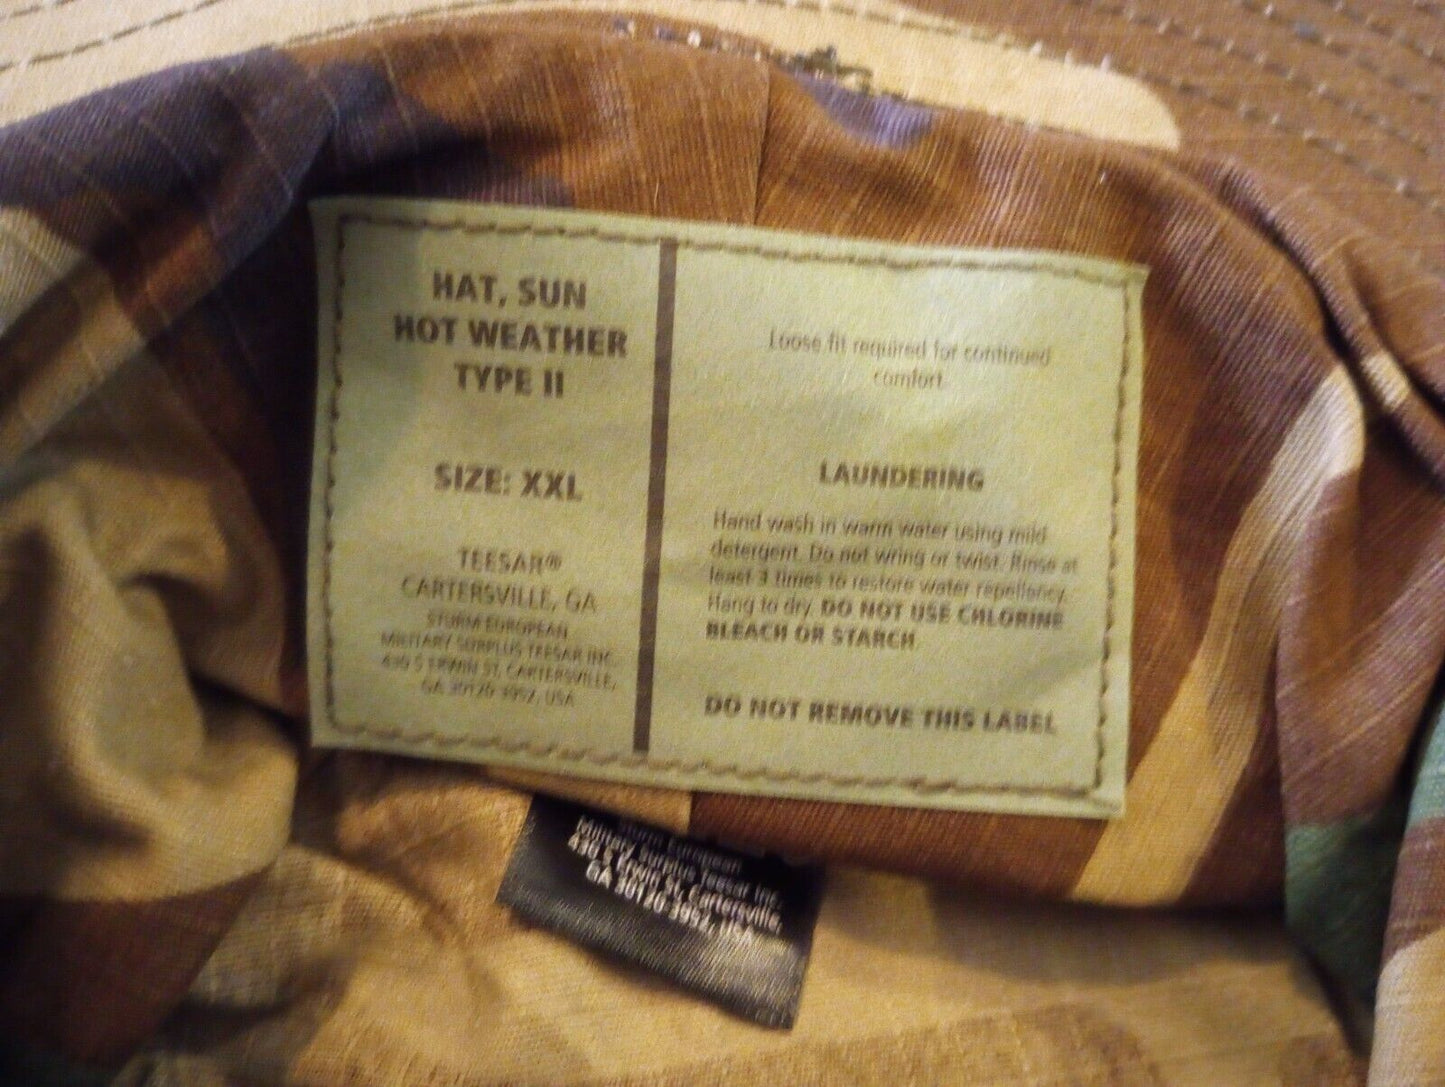 HAT, SUN
HOT WEATHER
TYPE II
SIZE: XXL
TEESAR®
CARTERSVILLE, GA
STURM EUROPEAN
MILITARY SURPLUS TEESAR INC.
430 S ERWIN ST, CARTERSVILLE,
GA 30120 3952, USA
Loose fit required for continued
comfort.
LAUNDERING
Hand wash in warm water using mild
detergent. Do not wring or twist. Rinse at
least 3 times to restore water repellency.
Hang to dry. DO NOT USE CHLORINE
BLEACH OR STARCH.
DO NOT REMOVE THIS LABEL
Sturm European
Military Surplus Teesar Inc.
430 S Erwin St, Cartersville,
GA 30120 3952, USA